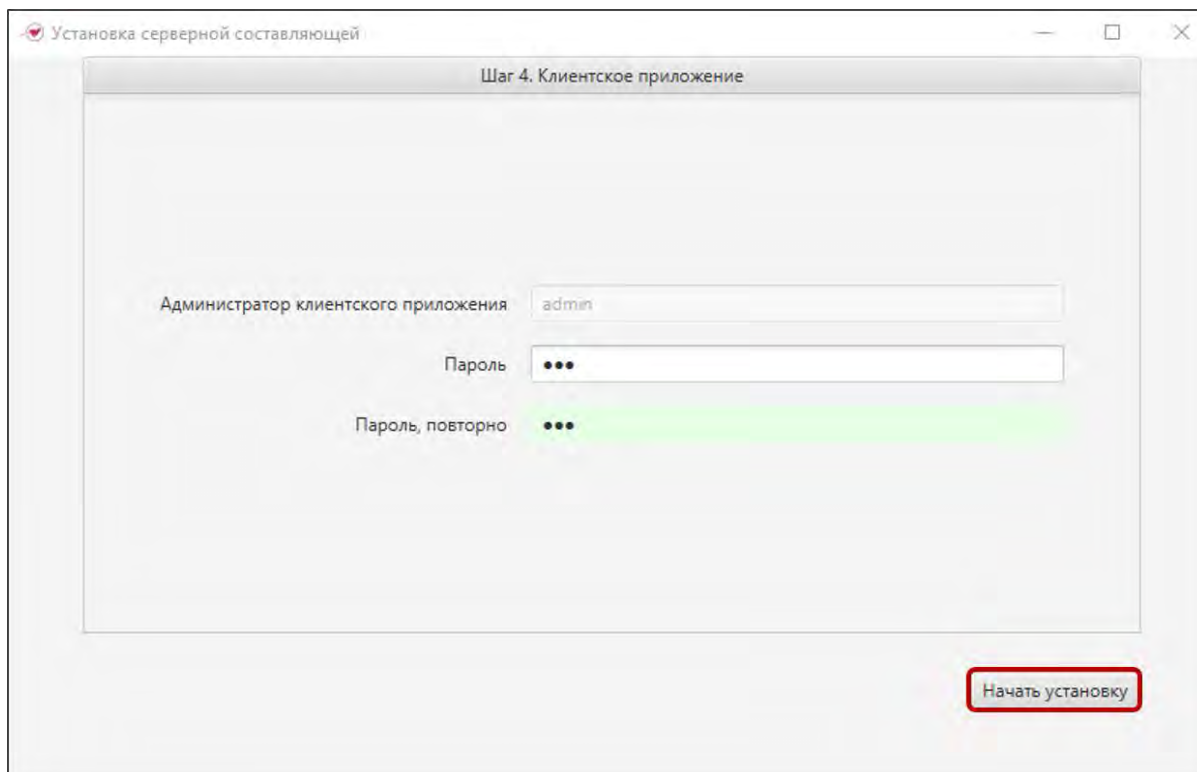 Установка серверной составляющей
Шаг 4. Клиентское приложение
Администратор клиентского приложения admin
Пароль •••
Пароль, повторно •••
Начать установку